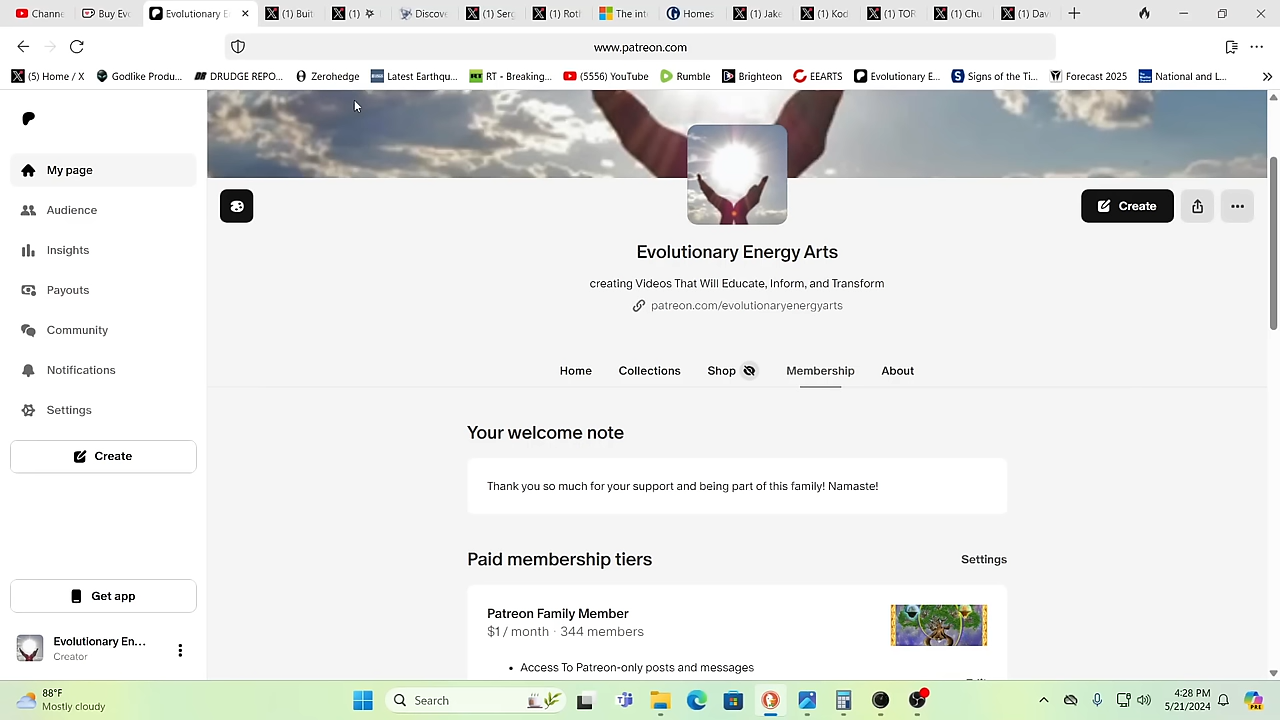 Channe
Buy Eve
Evolutionary E
(1) Buit
(1)
Discove
(1) Serg
(1) Rot
The int
Homes
(1) Jake
(1) Kol
(1) TOP
(1) Chu
(1) Da
www.patreon.com
(5) Home / X
Godlike Produ...
DRUDGE REPO...
Zerohedge
Latest Earthqu...
RT - Breaking...
(5556) YouTube
Rumble
Brighteon
EEARTS
Evolutionary E...
Signs of the Ti...
Forecast 2025
National and L...
My page
Audience
Insights
Payouts
Community
Notifications
Settings
Create
Get app
Evolutionary En...
Creator
Create
Evolutionary Energy Arts
creating Videos That Will Educate, Inform, and Transform
patreon.com/evolutionaryenergyarts
Home Collections Shop Membership About
Your welcome note
Thank you so much for your support and being part of this family! Namaste!
Paid membership tiers Settings
Patreon Family Member
$1 / month · 344 members
• Access To Patreon-only posts and messages
88°F
Mostly cloudy
Search
4:28 PM
5/21/2024